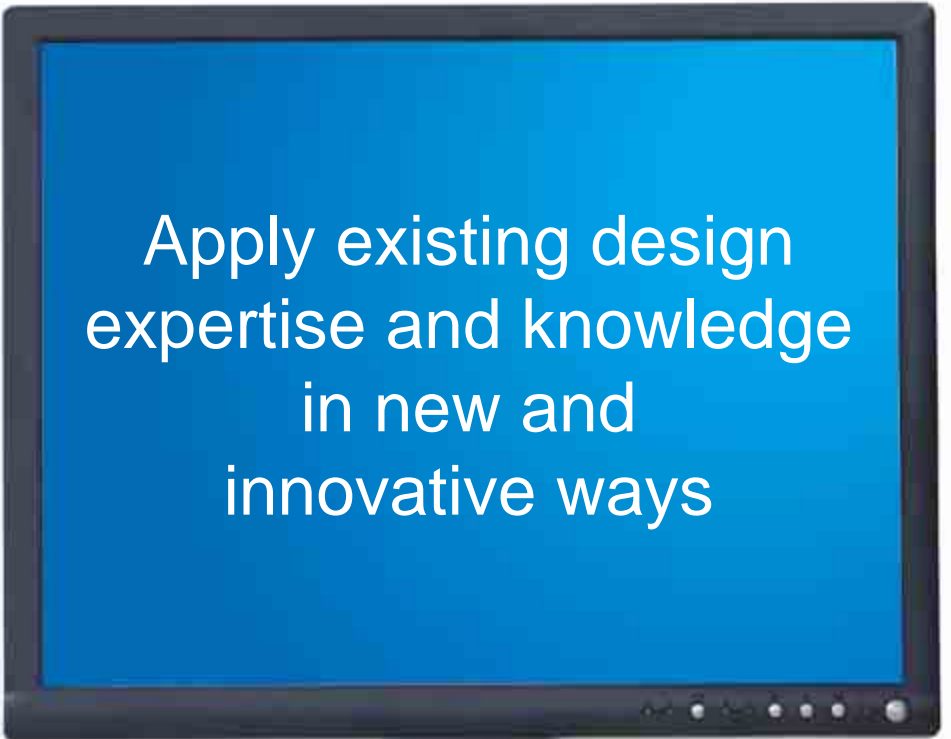 Apply existing design
expertise and knowledge
in new and
innovative ways